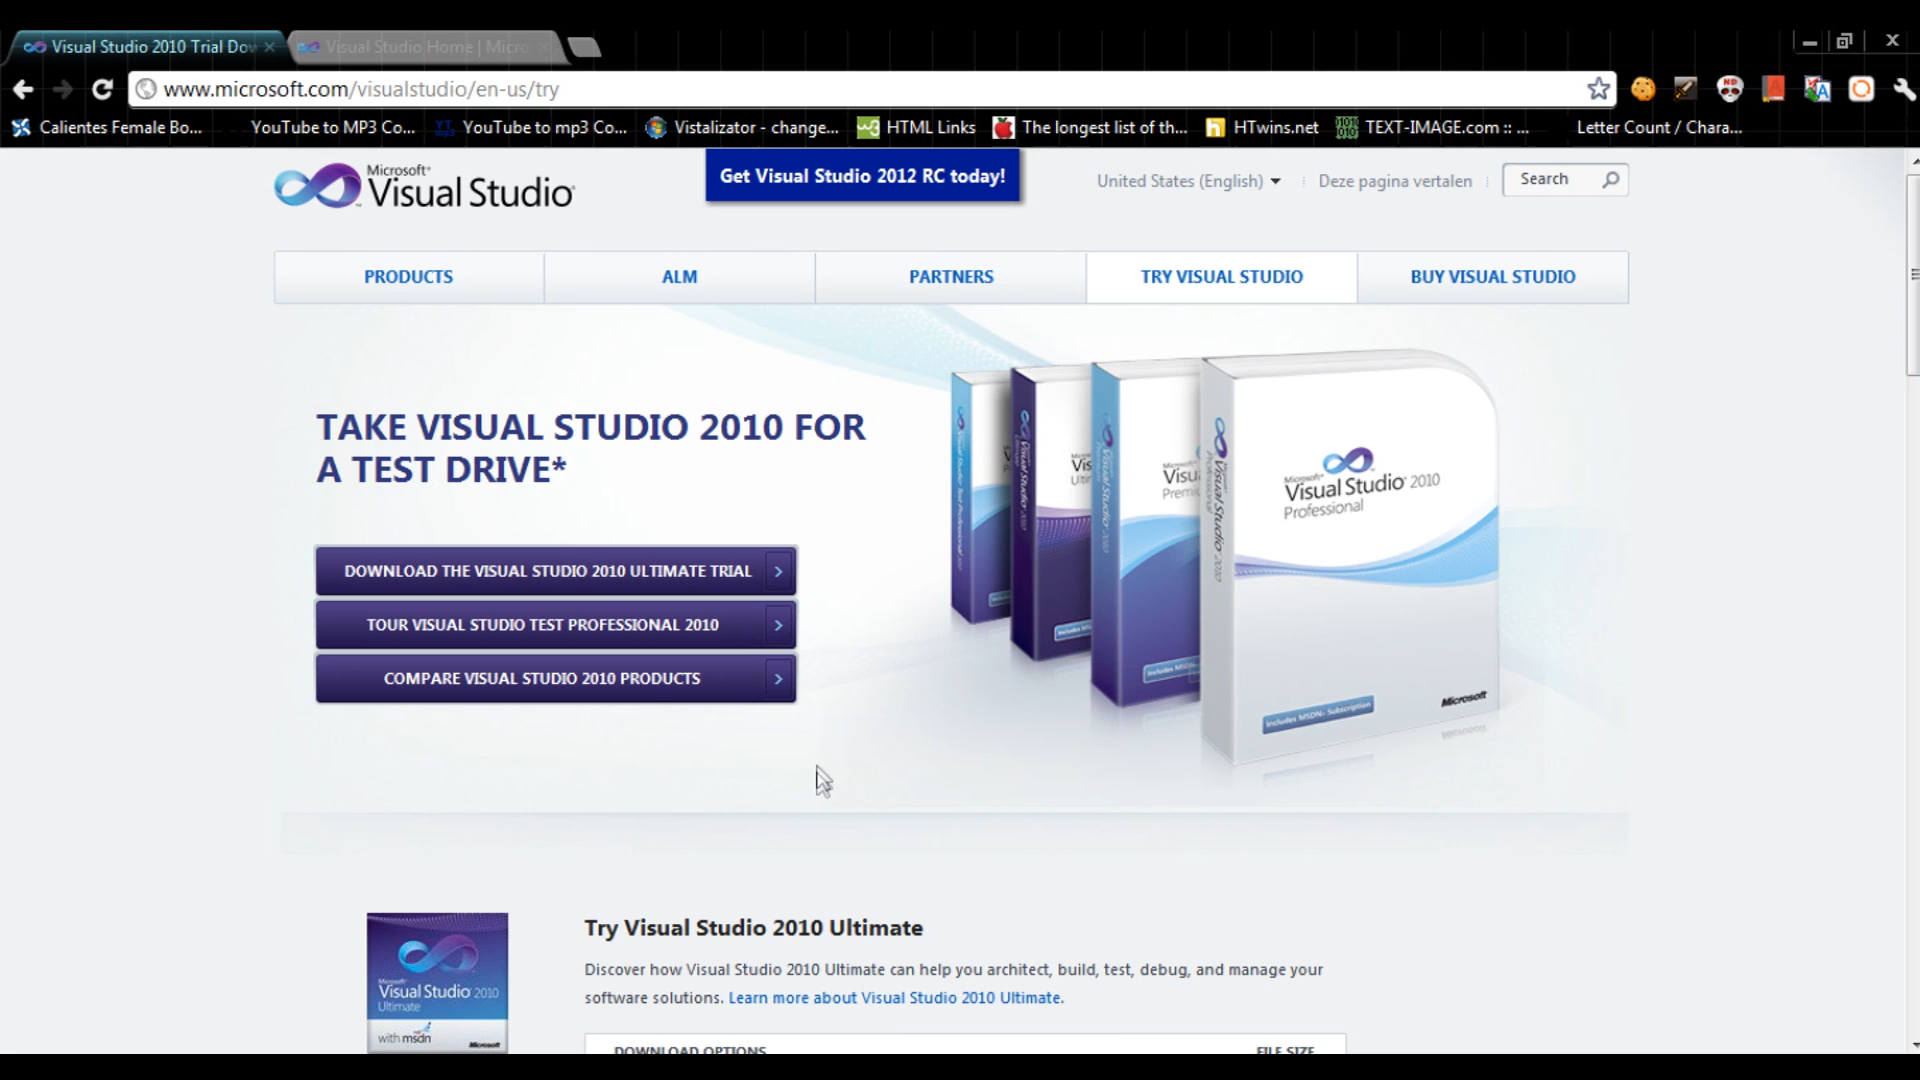 Visual Studio 2010 Trial Dov
Visual Studio Home | Micro
www.microsoft.com/visualstudio/en-us/try
Calientes Female Bo...
YouTube to MP3 Co...
YouTube to mp3 Co...
Vistalizator - change...
HTML Links
The longest list of th...
HTwins.net
TEXT-IMAGE.com :: ...
Letter Count / Chara...
Microsoft®
Visual Studio®
Get Visual Studio 2012 RC today!
United States (English)
Deze pagina vertalen
Search
PRODUCTS
ALM
PARTNERS
TRY VISUAL STUDIO
BUY VISUAL STUDIO
TAKE VISUAL STUDIO 2010 FOR
A TEST DRIVE*
DOWNLOAD THE VISUAL STUDIO 2010 ULTIMATE TRIAL
TOUR VISUAL STUDIO TEST PROFESSIONAL 2010
COMPARE VISUAL STUDIO 2010 PRODUCTS
Microsoft®
Visual Studio® 2010
Professional
Includes MSDN® Subscription
Microsoft
Microsoft®
Visual Studio® 2010
Ultimate
with msdn
Microsoft
Try Visual Studio 2010 Ultimate
Discover how Visual Studio 2010 Ultimate can help you architect, build, test, debug, and manage your
software solutions. Learn more about Visual Studio 2010 Ultimate.
DOWNLOAD OPTIONS
FILE SIZE